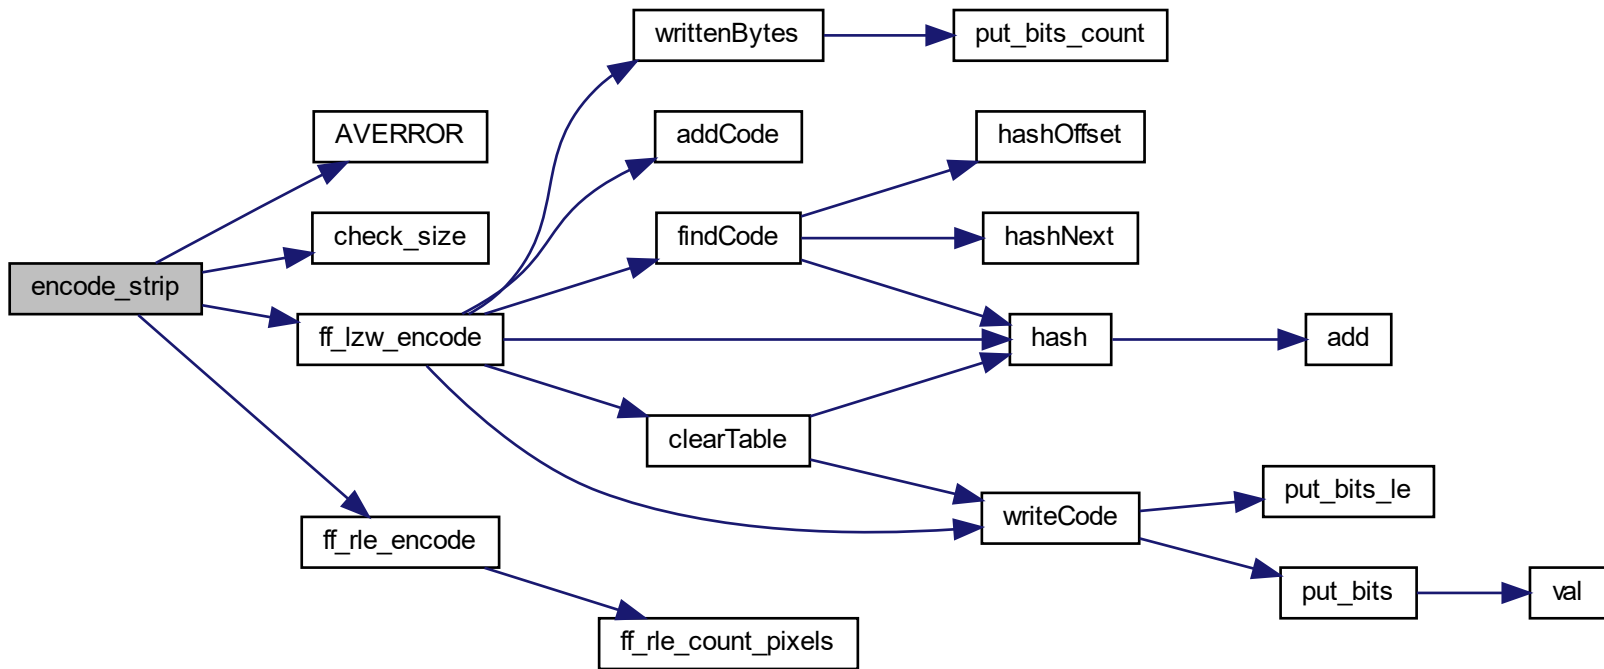 writtenBytes
put_bits_count
AVERROR
addCode
hashOffset
check_size
findCode
hashNext
encode_strip
ff_lzw_encode
hash
add
clearTable
put_bits_le
writeCode
ff_rle_encode
put_bits
val
ff_rle_count_pixels